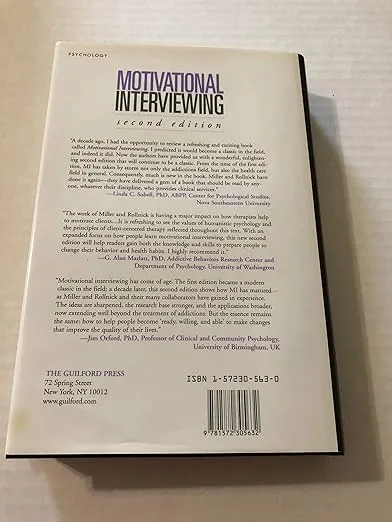 PSYCHOLOGY
MOTIVATIONAL
INTERVIEWING
second edition
"A decade ago, I had the opportunity to review a refreshing and exciting book
called Motivational Interviewing. I predicted it would become a classic in the field,
and indeed it did. Now the authors have provided us with a wonderful, enlighten-
ing second edition that will continue to be a classic. From the time of the first edi-
tion, MI has taken by storm not only the addictions field, but also the health care
field in general. Consequently, much is new in the book. Miller and Rollnick have
done it again—they have delivered a gem of a book that should be read by any-
one, whatever their discipline, who provides clinical services."
—Linda C. Sobell, PhD, ABPP, Center for Psychological Studies,
Nova Southeastern University
"The work of Miller and Rollnick is having a major impact on how therapists help
to motivate clients.... It is refreshing to see the values of humanistic psychology and
the principles of client-centered therapy reflected throughout this text. With an
expanded focus on how people learn motivational interviewing, this new second
edition will help readers gain both the knowledge and skills to prepare people to
change their behavior and health habits. I highly recommend it."
—G. Alan Marlatt, PhD, Addictive Behaviors Research Center and
Department of Psychology, University of Washington
"Motivational interviewing has come of age. The first edition became a modern
classic in the field; a decade later, this second edition shows how MI has matured
as Miller and Rollnick and their many collaborators have gained in experience.
The ideas are sharpened, the research base stronger, and the applications broader,
now extending well beyond the treatment of addictions. But the essence remains
the same: how to help people become 'ready, willing, and able' to make changes
that improve the quality of their lives."
—Jim Orford, PhD, Professor of Clinical and Community Psychology,
University of Birmingham, UK
THE GUILFORD PRESS
72 Spring Street
New York, NY 10012
www.guilford.com
ISBN 1-57230-563-0
9 781572 305632